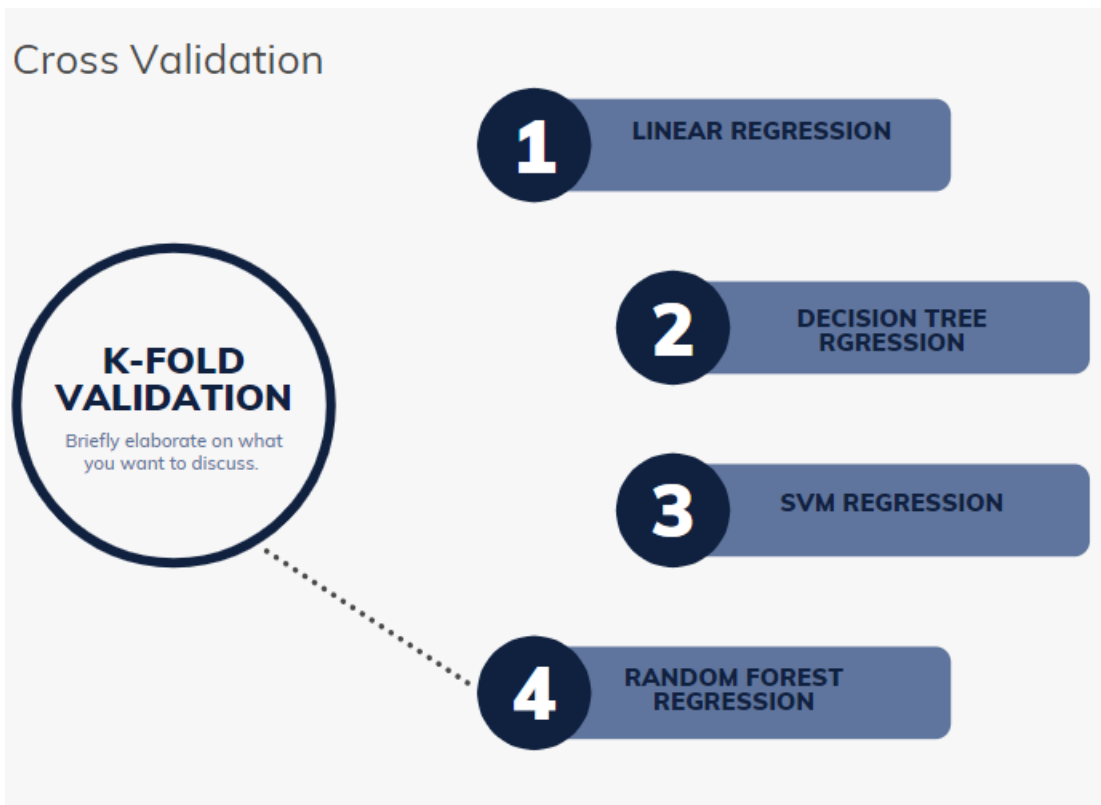 Cross Validation
1
LINEAR REGRESSION
2
DECISION TREE
RGRESSION
K-FOLD
VALIDATION
Briefly elaborate on what
you want to discuss.
3
SVM REGRESSION
4
RANDOM FOREST
REGRESSION